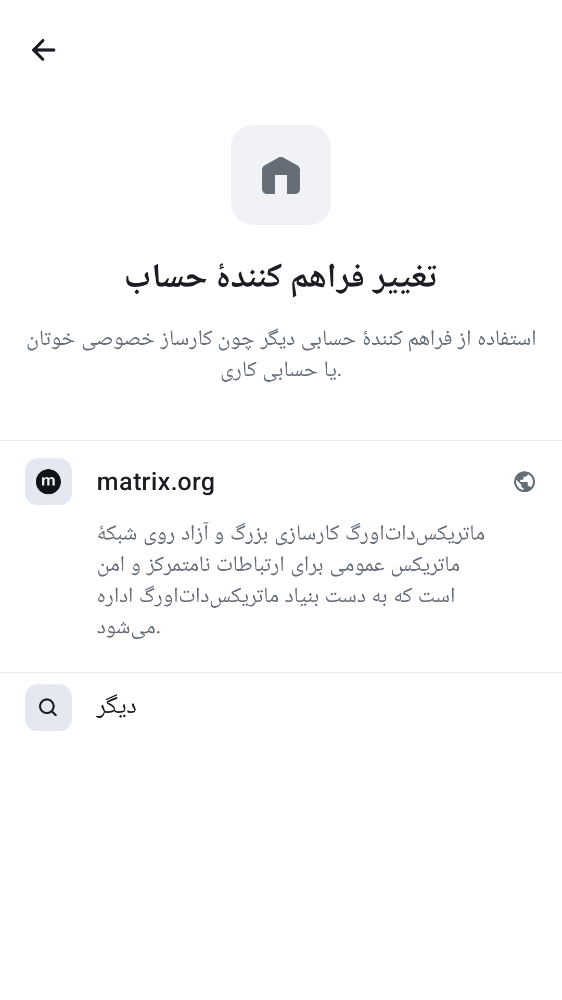 تغییر فراهم کنندهٔ حساب
استفاده از فراهم کنندهٔ حسابی دیگر چون کارساز خصوصی خوتان
یا حسابی کاری.
m
matrix.org
ماتریکس‌دات‌اورگ کارسازی بزرگ و آزاد روی شبکهٔ
ماتریکس عمومی برای ارتباطات نامتمرکز و امن
است که به دست بنیاد ماتریکس‌دات‌اورگ اداره
می‌شود.
دیگر